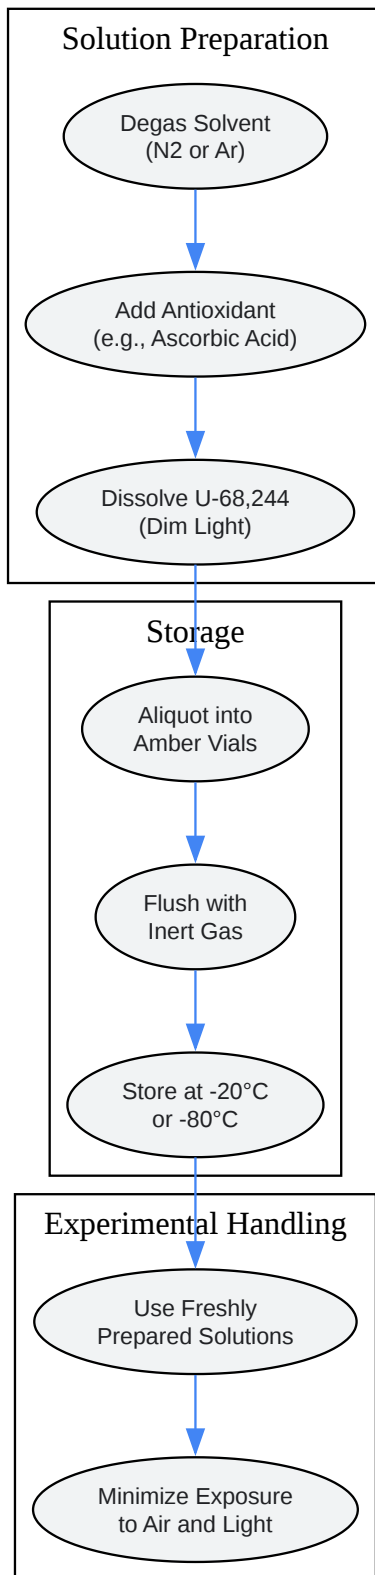 Solution Preparation
Degas Solvent
(N2 or Ar)
Add Antioxidant
(e.g., Ascorbic Acid)
Dissolve U-68,244
(Dim Light)
Storage
Aliquot into
Amber Vials
Flush with
Inert Gas
Store at -20°C
or -80°C
Experimental Handling
Use Freshly
Prepared Solutions
Minimize Exposure
to Air and Light